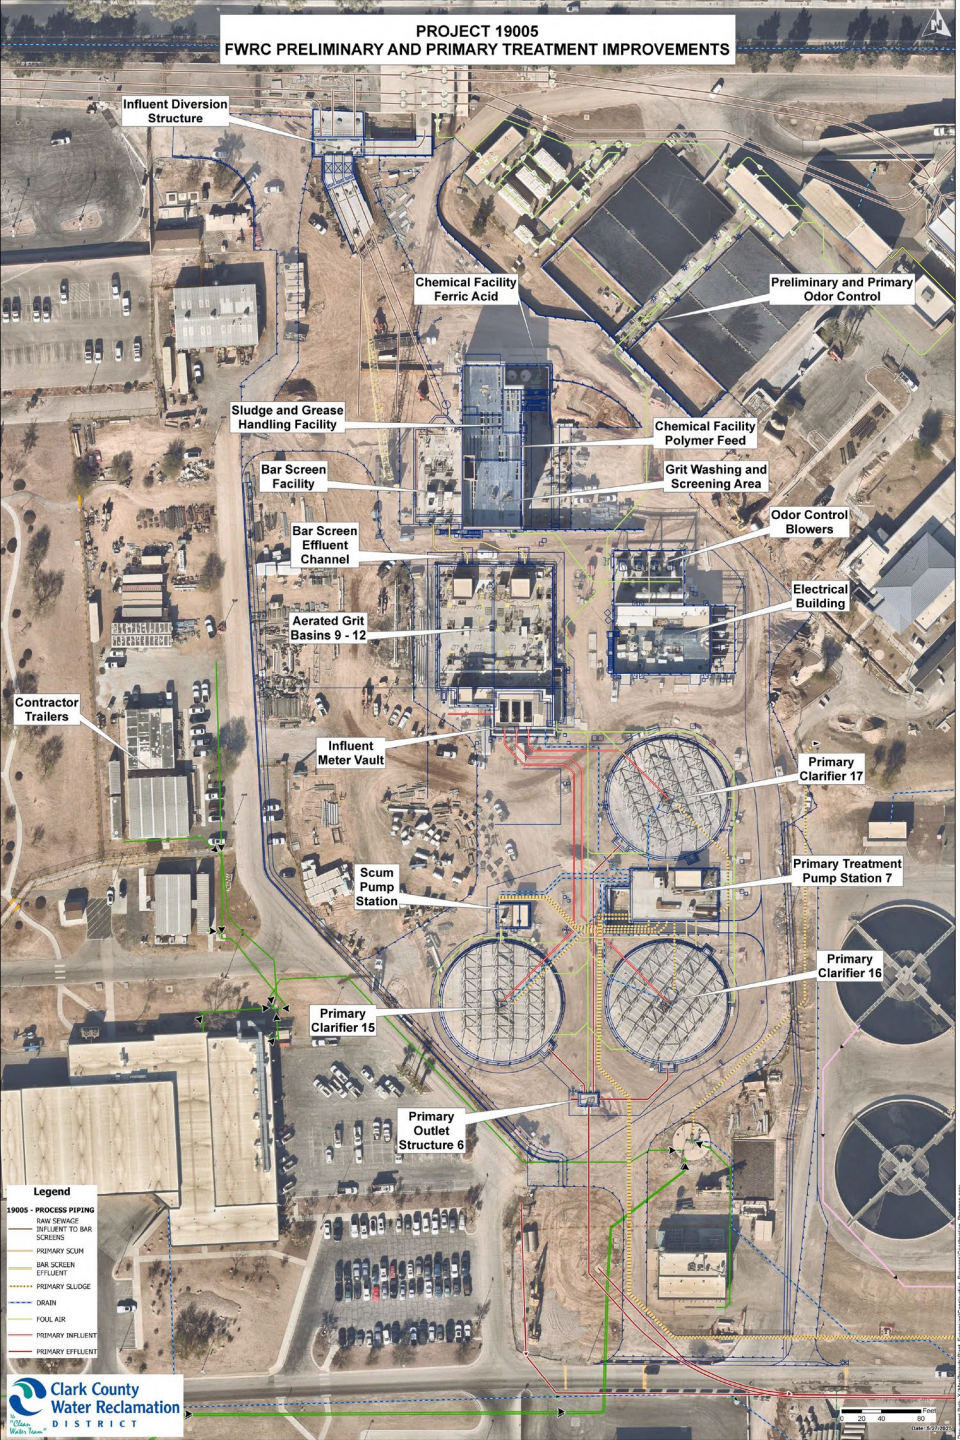 PROJECT 19005
FWRC PRELIMINARY AND PRIMARY TREATMENT IMPROVEMENTS
N
Influent Diversion
Structure
Chemical Facility
Ferric Acid
Preliminary and Primary
Odor Control
Sludge and Grease
Handling Facility
Chemical Facility
Polymer Feed
Bar Screen
Facility
Grit Washing and
Screening Area
Odor Control
Blowers
Bar Screen
Effluent
Channel
Electrical
Building
Aerated Grit
Basins 9 - 12
Contractor
Trailers
Influent
Meter Vault
Primary
Clarifier 17
Primary Treatment
Pump Station 7
Scum
Pump
Station
Primary
Clarifier 16
Primary
Clarifier 15
Primary
Outlet
Structure 6
Legend
19005 - PROCESS PIPING
RAW SEWAGE
INFLUENT TO BAR
SCREENS
PRIMARY SCUM
BAR SCREEN
EFFLUENT
PRIMARY SLUDGE
DRAIN
FOUL AIR
PRIMARY INFLUENT
PRIMARY EFFLUENT
Clark County
Water Reclamation
DISTRICT
"Clean
Water Team"
Feet
0 20 40 80